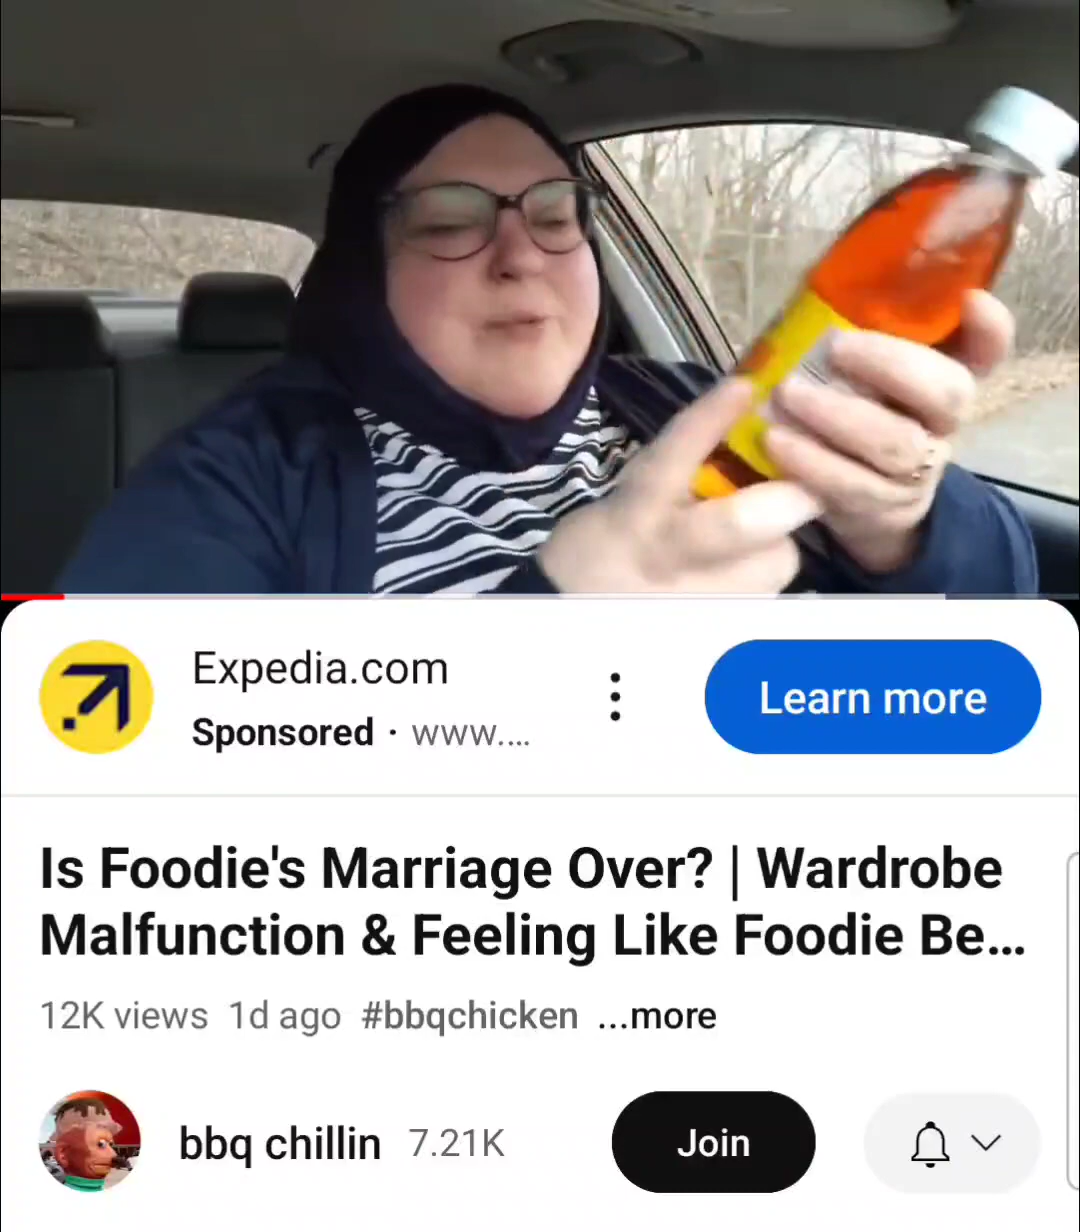 Expedia.com
Sponsored · www....
Learn more
Is Foodie's Marriage Over? | Wardrobe
Malfunction & Feeling Like Foodie Be...
12K views 1d ago #bbqchicken ...more
bbq chillin 7.21K
Join